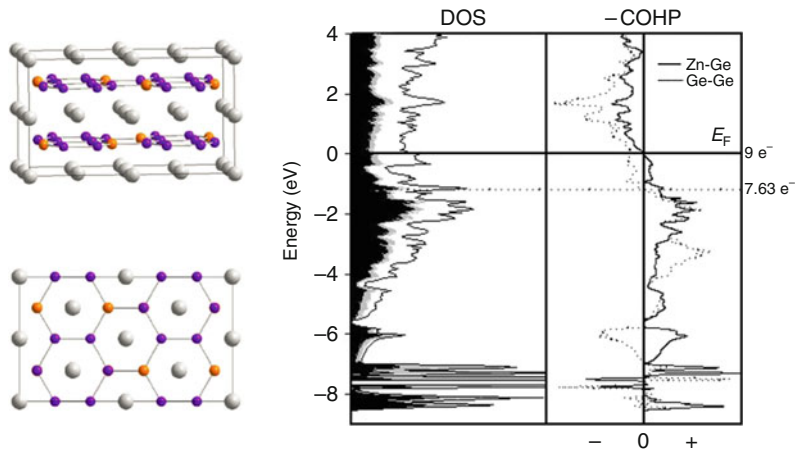 DOS
–COHP
4
2
0
–2
–4
–6
–8
Energy (eV)
Zn-Ge
Ge-Ge
EF
9 e–
7.63 e–
– 0 +